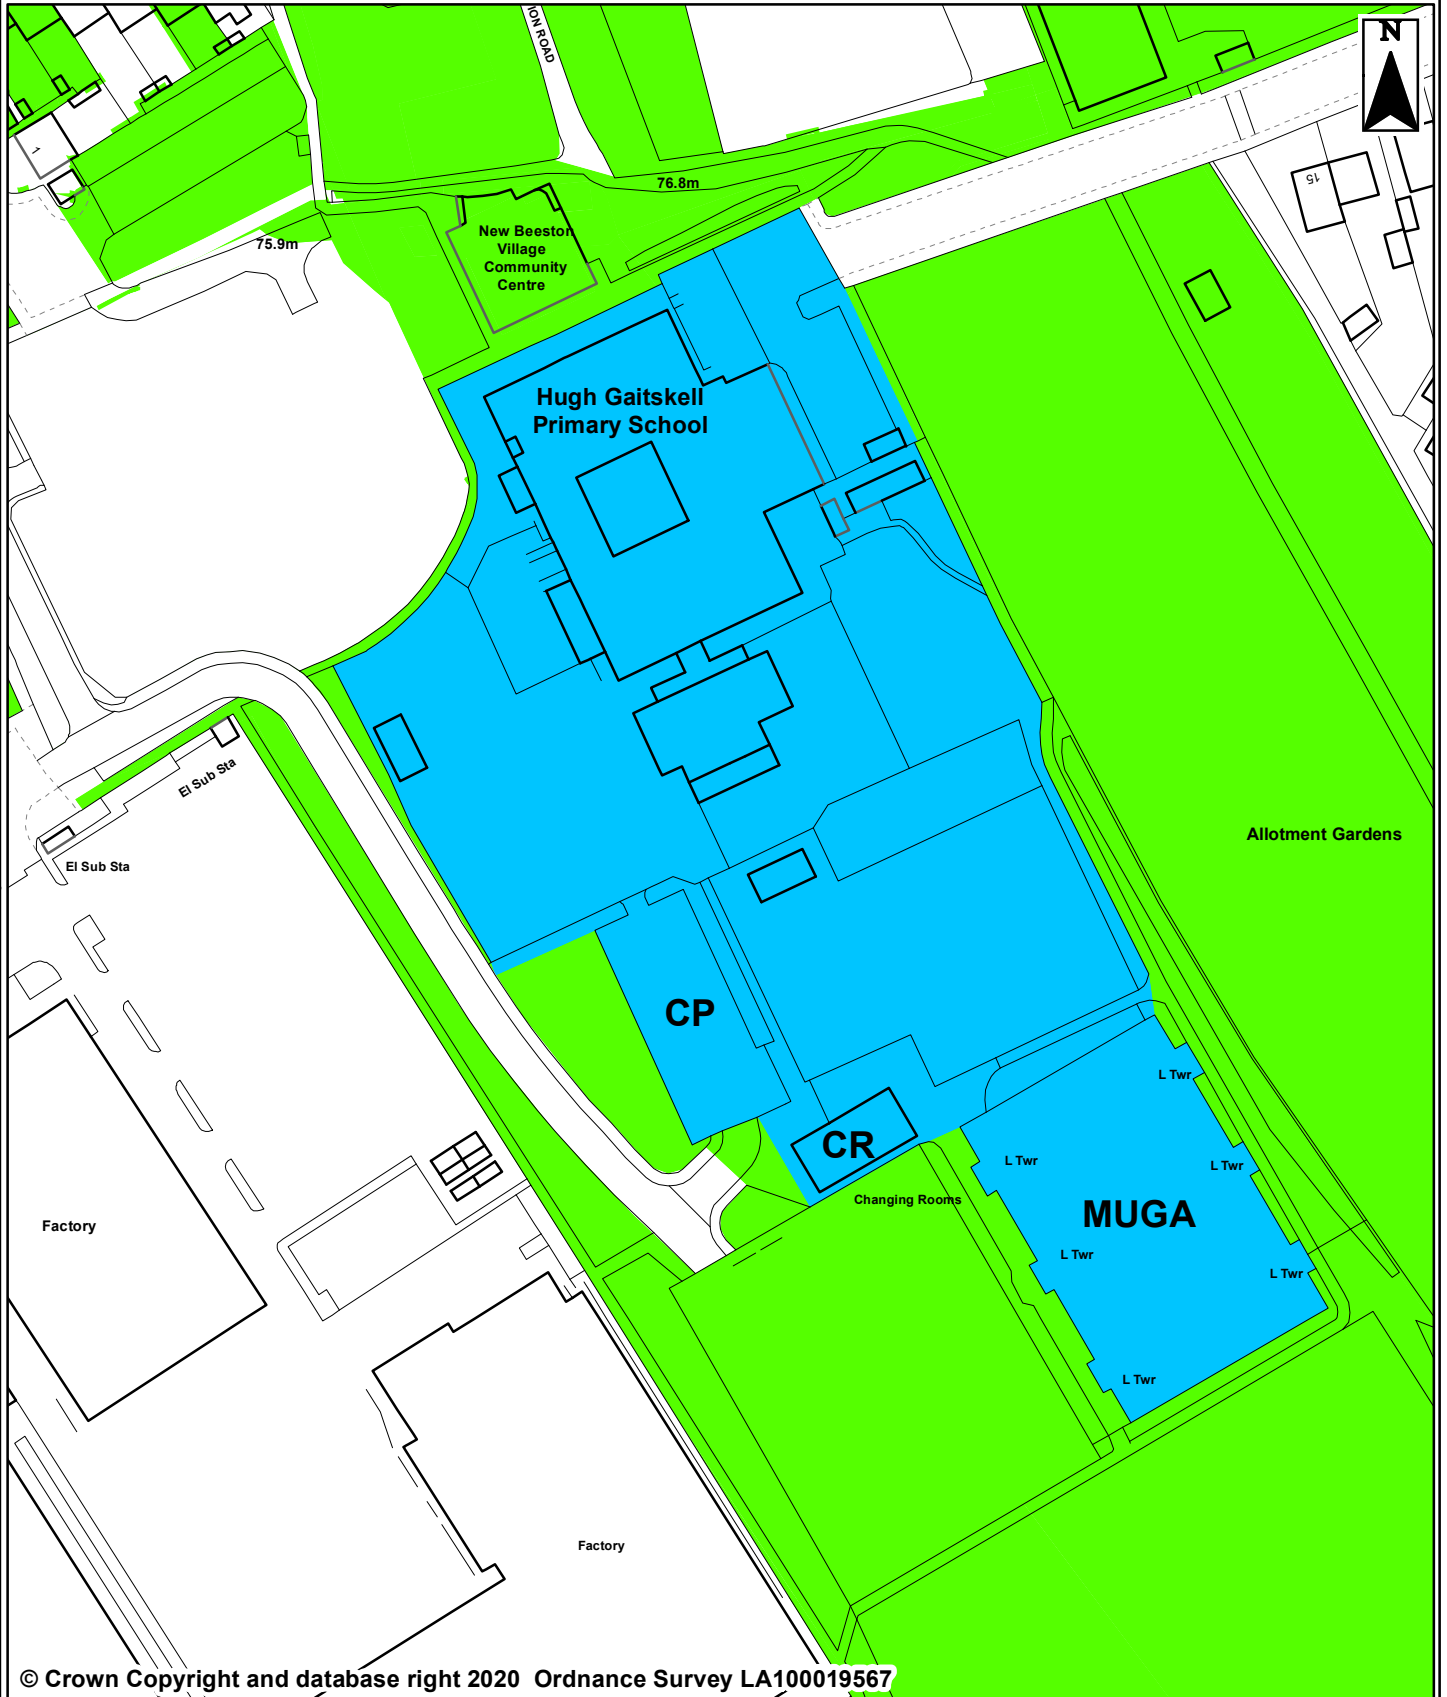 ION ROAD
N
1
15
76.8m
75.9m
New Beeston
Village
Community
Centre
Hugh Gaitskell
Primary School
El Sub Sta
El Sub Sta
Allotment Gardens
CP
L Twr
CR
L Twr
L Twr
Changing Rooms
MUGA
Factory
L Twr
L Twr
L Twr
Factory
© Crown Copyright and database right 2020 Ordnance Survey LA100019567